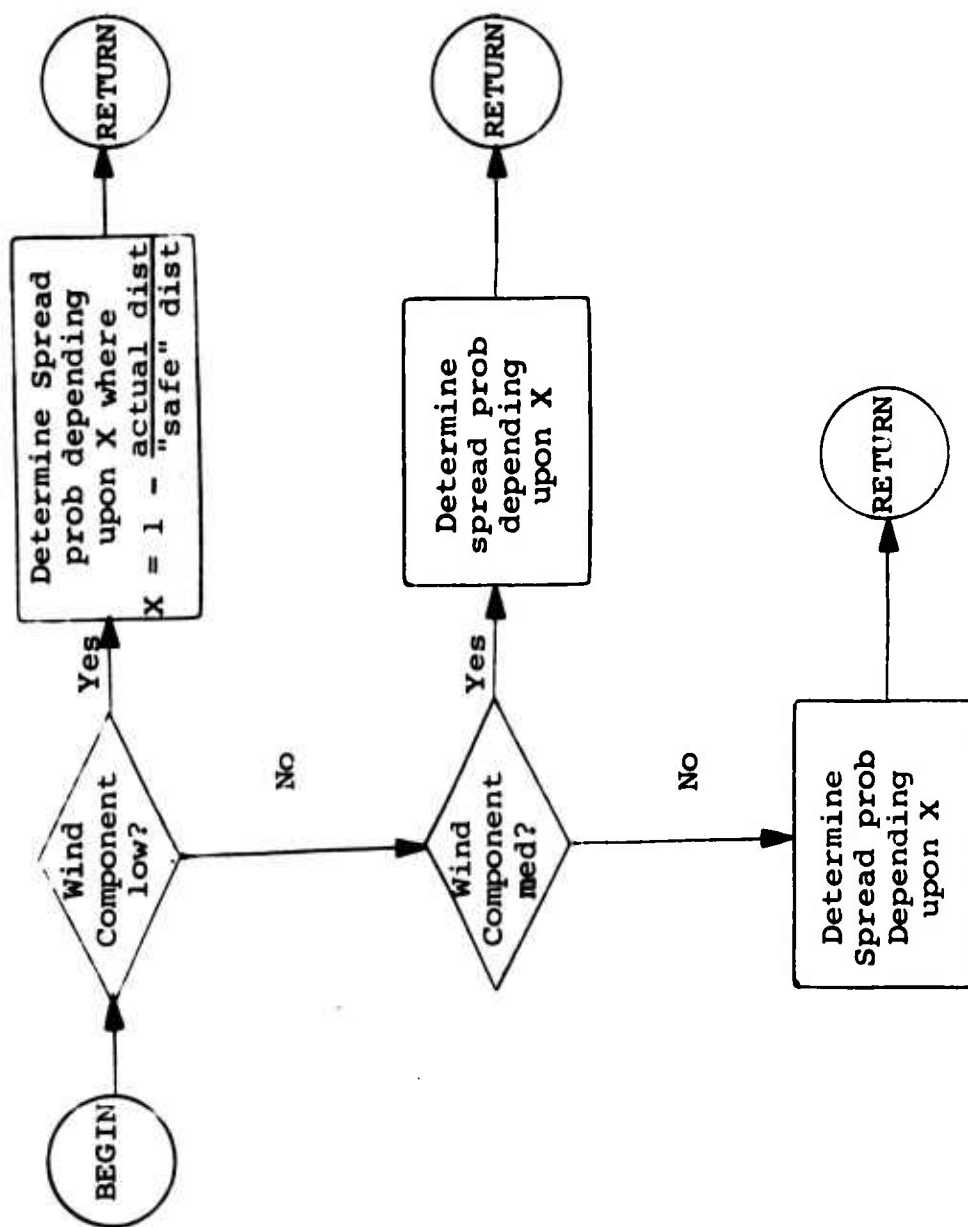 BEGIN
Wind
Component
low?
Yes
Determine Spread
prob depending
upon X where
X = 1 - actual dist
"safe" dist
RETURN
No
Wind
Component
med?
Yes
Determine
spread prob
depending
upon X
RETURN
No
Determine
Spread prob
Depending
upon X
RETURN